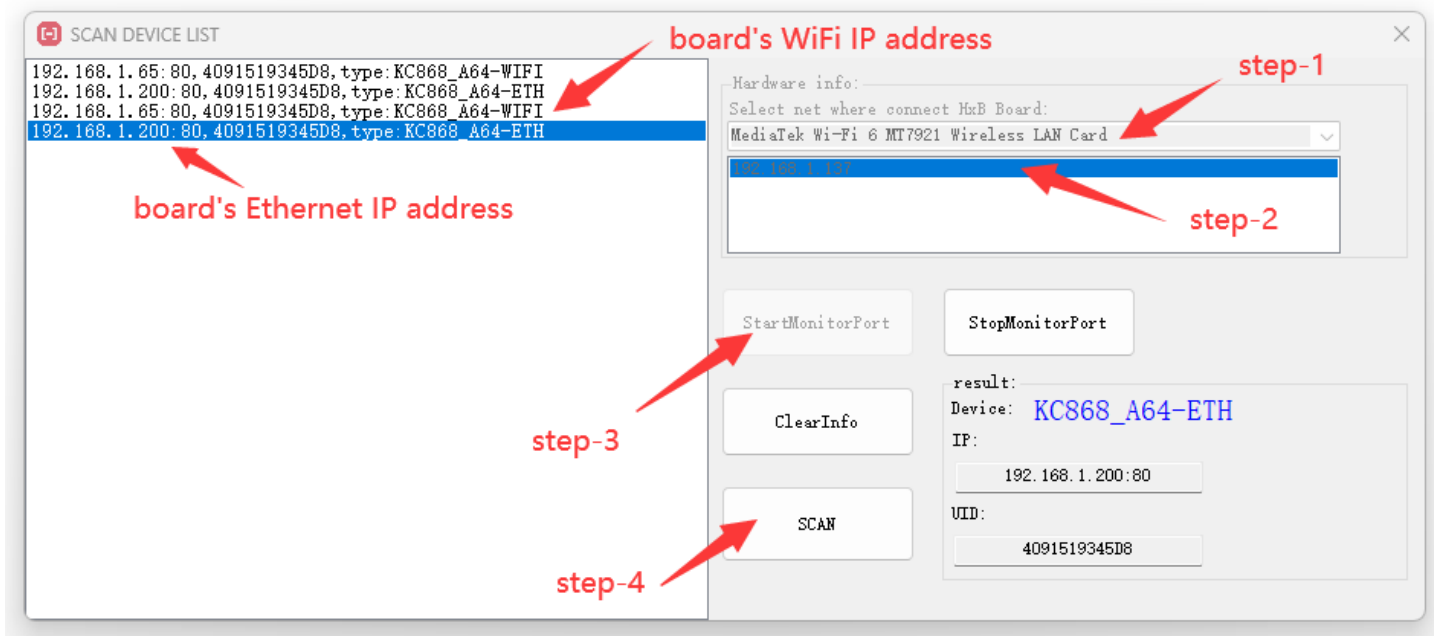 SCAN DEVICE LIST
board's WiFi IP address
192.168.1.65:80,4091519345D8,type:KC868_A64-WIFI
192.168.1.200:80,4091519345D8,type:KC868_A64-ETH
192.168.1.65:80,4091519345D8,type:KC868_A64-WIFI
192.168.1.200:80,4091519345D8,type:KC868_A64-ETH
board's Ethernet IP address
step-1
Hardware info:
Select net where connect HxB Board:
MediaTek Wi-Fi 6 MT7921 Wireless LAN Card
192.168.1.137
step-2
StartMonitorPort
StopMonitorPort
step-3
ClearInfo
SCAN
step-4
result:
Device: KC868_A64-ETH
IP:
192.168.1.200:80
UID:
4091519345D8